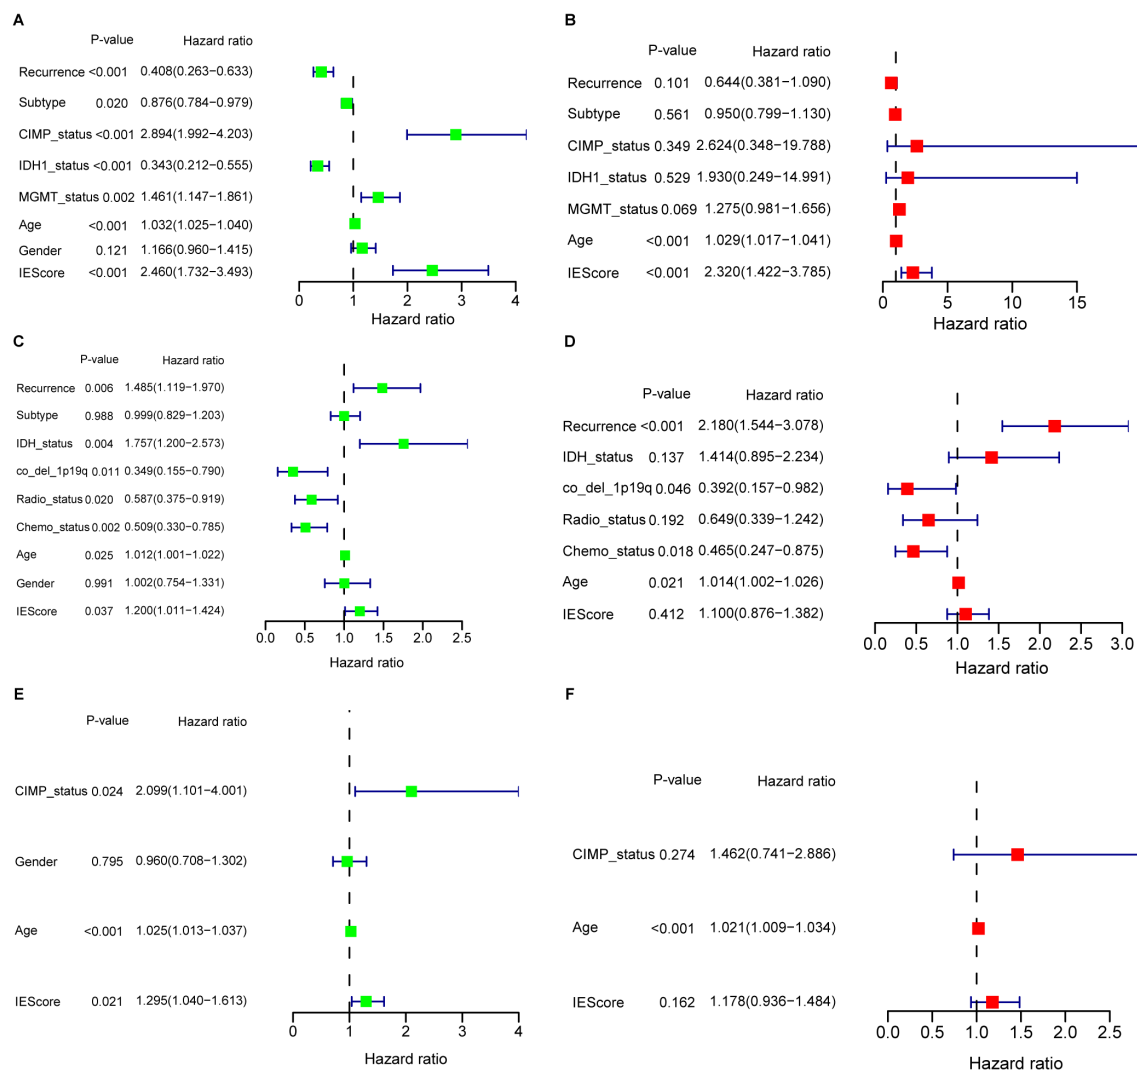 A
P-value Hazard ratio
Recurrence <0.001 0.408(0.263−0.633)
Subtype 0.020 0.876(0.784−0.979)
CIMP_status <0.001 2.894(1.992−4.203)
IDH1_status <0.001 0.343(0.212−0.555)
MGMT_status 0.002 1.461(1.147−1.861)
Age <0.001 1.032(1.025−1.040)
Gender 0.121 1.166(0.960−1.415)
IEScore <0.001 2.460(1.732−3.493)
0 1 2 3 4
Hazard ratio
B
P-value Hazard ratio
Recurrence 0.101 0.644(0.381−1.090)
Subtype 0.561 0.950(0.799−1.130)
CIMP_status 0.349 2.624(0.348−19.788)
IDH1_status 0.529 1.930(0.249−14.991)
MGMT_status 0.069 1.275(0.981−1.656)
Age <0.001 1.029(1.017−1.041)
IEScore <0.001 2.320(1.422−3.785)
0 5 10 15
Hazard ratio
C
P-value Hazard ratio
Recurrence 0.006 1.485(1.119−1.970)
Subtype 0.988 0.999(0.829−1.203)
IDH_status 0.004 1.757(1.200−2.573)
co_del_1p19q 0.011 0.349(0.155−0.790)
Radio_status 0.020 0.587(0.375−0.919)
Chemo_status 0.002 0.509(0.330−0.785)
Age 0.025 1.012(1.001−1.022)
Gender 0.991 1.002(0.754−1.331)
IEScore 0.037 1.200(1.011−1.424)
0.0 0.5 1.0 1.5 2.0 2.5
Hazard ratio
D
P-value Hazard ratio
Recurrence <0.001 2.180(1.544−3.078)
IDH_status 0.137 1.414(0.895−2.234)
co_del_1p19q 0.046 0.392(0.157−0.982)
Radio_status 0.192 0.649(0.339−1.242)
Chemo_status 0.018 0.465(0.247−0.875)
Age 0.021 1.014(1.002−1.026)
IEScore 0.412 1.100(0.876−1.382)
0.0 0.5 1.0 1.5 2.0 2.5 3.0
Hazard ratio
E
P-value Hazard ratio
CIMP_status 0.024 2.099(1.101−4.001)
Gender 0.795 0.960(0.708−1.302)
Age <0.001 1.025(1.013−1.037)
IEScore 0.021 1.295(1.040−1.613)
0 1 2 3 4
Hazard ratio
F
P-value Hazard ratio
CIMP_status 0.274 1.462(0.741−2.886)
Age <0.001 1.021(1.009−1.034)
IEScore 0.162 1.178(0.936−1.484)
0.0 0.5 1.0 1.5 2.0 2.5
Hazard ratio